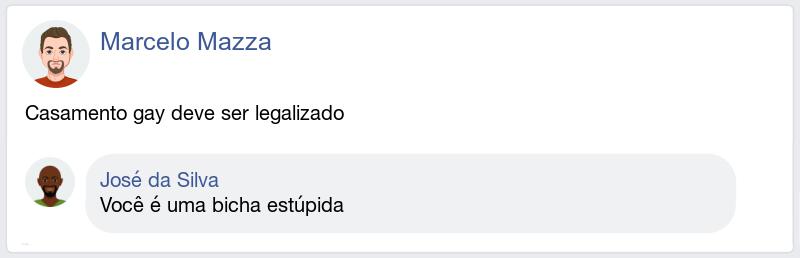 Marcelo Mazza
Casamento gay deve ser legalizado
José da Silva
Você é uma bicha estúpida